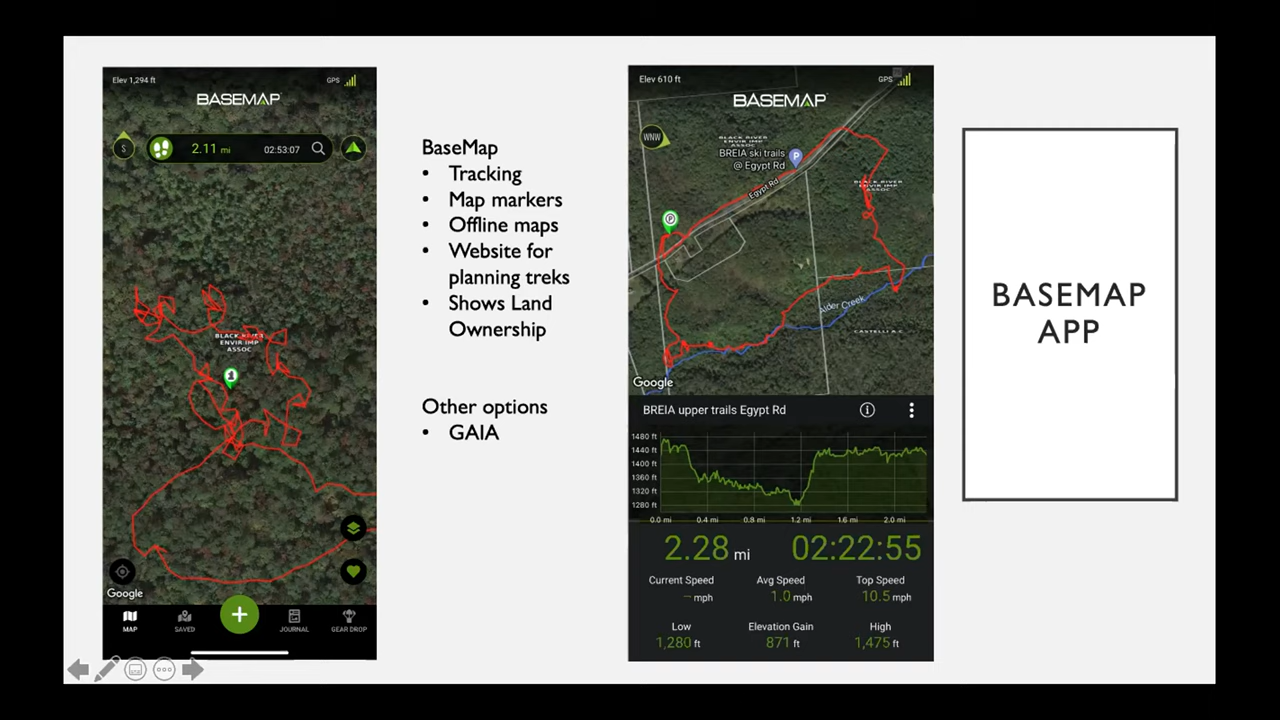 Elev 1,294 ft
GPS
BASEMAP
S
2.11 mi
02:53:07
BLACK RIVER
ENVIR IMP
ASSOC
Google
MAP
SAVED
JOURNAL
GEAR DROP
BaseMap
• Tracking
• Map markers
• Offline maps
• Website for
planning treks
• Shows Land
Ownership
Other options
• GAIA
Elev 610 ft
GPS
BASEMAP
WNW
BLACK RIVER
ENVIR IMP
ASSOC
BREIA ski trails
@ Egypt Rd
P
Egypt Rd
BLACK RIVER
ENVIR IMP
ASSOC
P
Alder Creek
CASTELLI A C
Google
BREIA upper trails Egypt Rd
1480 ft
1440 ft
1400 ft
1360 ft
1320 ft
1280 ft
0.0 mi 0.4 mi 0.8 mi 1.2 mi 1.6 mi 2.0 mi
2.28 mi
02:22:55
Current Speed
-- mph
Avg Speed
1.0 mph
Top Speed
10.5 mph
Low
1,280 ft
Elevation Gain
871 ft
High
1,475 ft
BASEMAP
APP